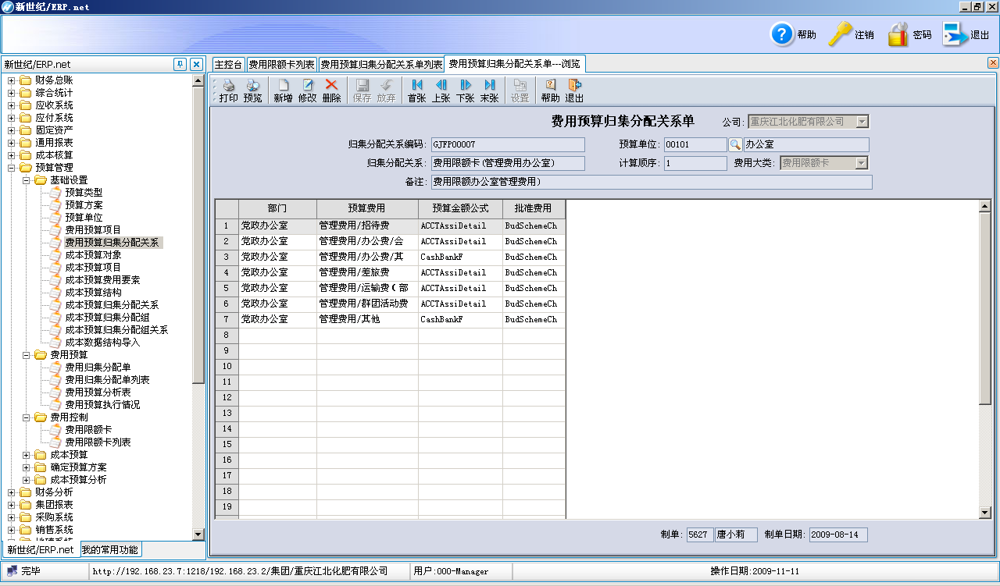 新世纪/ERP.net
帮助 注销 密码 退出
新世纪/ERP.net
主控台 费用限额卡列表 费用预算归集分配关系单列表 费用预算归集分配关系单---浏览
财务总账
综合统计
应收系统
应付系统
固定资产
通用报表
成本核算
预算管理
基础设置
预算类型
预算方案
预算单位
费用预算项目
费用预算归集分配关系
成本预算对象
成本预算项目
成本预算费用要素
成本预算结构
成本预算归集分配关系
成本预算归集分配组
成本预算归集分配组关系
成本数据结构导入
费用预算
费用归集分配单
费用归集分配单列表
费用预算分析表
费用预算执行情况
费用控制
费用限额卡
费用限额卡列表
成本预算
确定预算方案
成本预算分析
财务分析
集团报表
采购系统
销售系统
新世纪/ERP.net 我的常用功能
打印 预览 新增 修改 删除 保存 放弃 首张 上张 下张 末张 设置 帮助 退出
费用预算归集分配关系单 公司: 重庆江北化肥有限公司
归集分配关系编码: GJFP00007 预算单位: 00101 办公室
归集分配关系: 费用限额卡(管理费用办公室) 计算顺序: 1 费用大类: 费用限额卡
备注: 费用限额办公室管理费用)
部门 预算费用 预算金额公式 批准费用
1 党政办公室 管理费用/招待费 ACCTAssiDetail BudSchemeCh
2 党政办公室 管理费用/办公费/会 ACCTAssiDetail BudSchemeCh
3 党政办公室 管理费用/办公费/其 CashBankF BudSchemeCh
4 党政办公室 管理费用/差旅费 ACCTAssiDetail BudSchemeCh
5 党政办公室 管理费用/运输费(部 ACCTAssiDetail BudSchemeCh
6 党政办公室 管理费用/群团活动费 ACCTAssiDetail BudSchemeCh
7 党政办公室 管理费用/其他 CashBankF BudSchemeCh
8
9
10
11
12
13
14
15
16
17
18
19
制单: 5627 唐小莉 制单日期: 2009-08-14
完毕 http://192.168.23.7:1218/192.168.23.2/集团/重庆江北化肥有限公司 用户:000-Manager 操作日期:2009-11-11